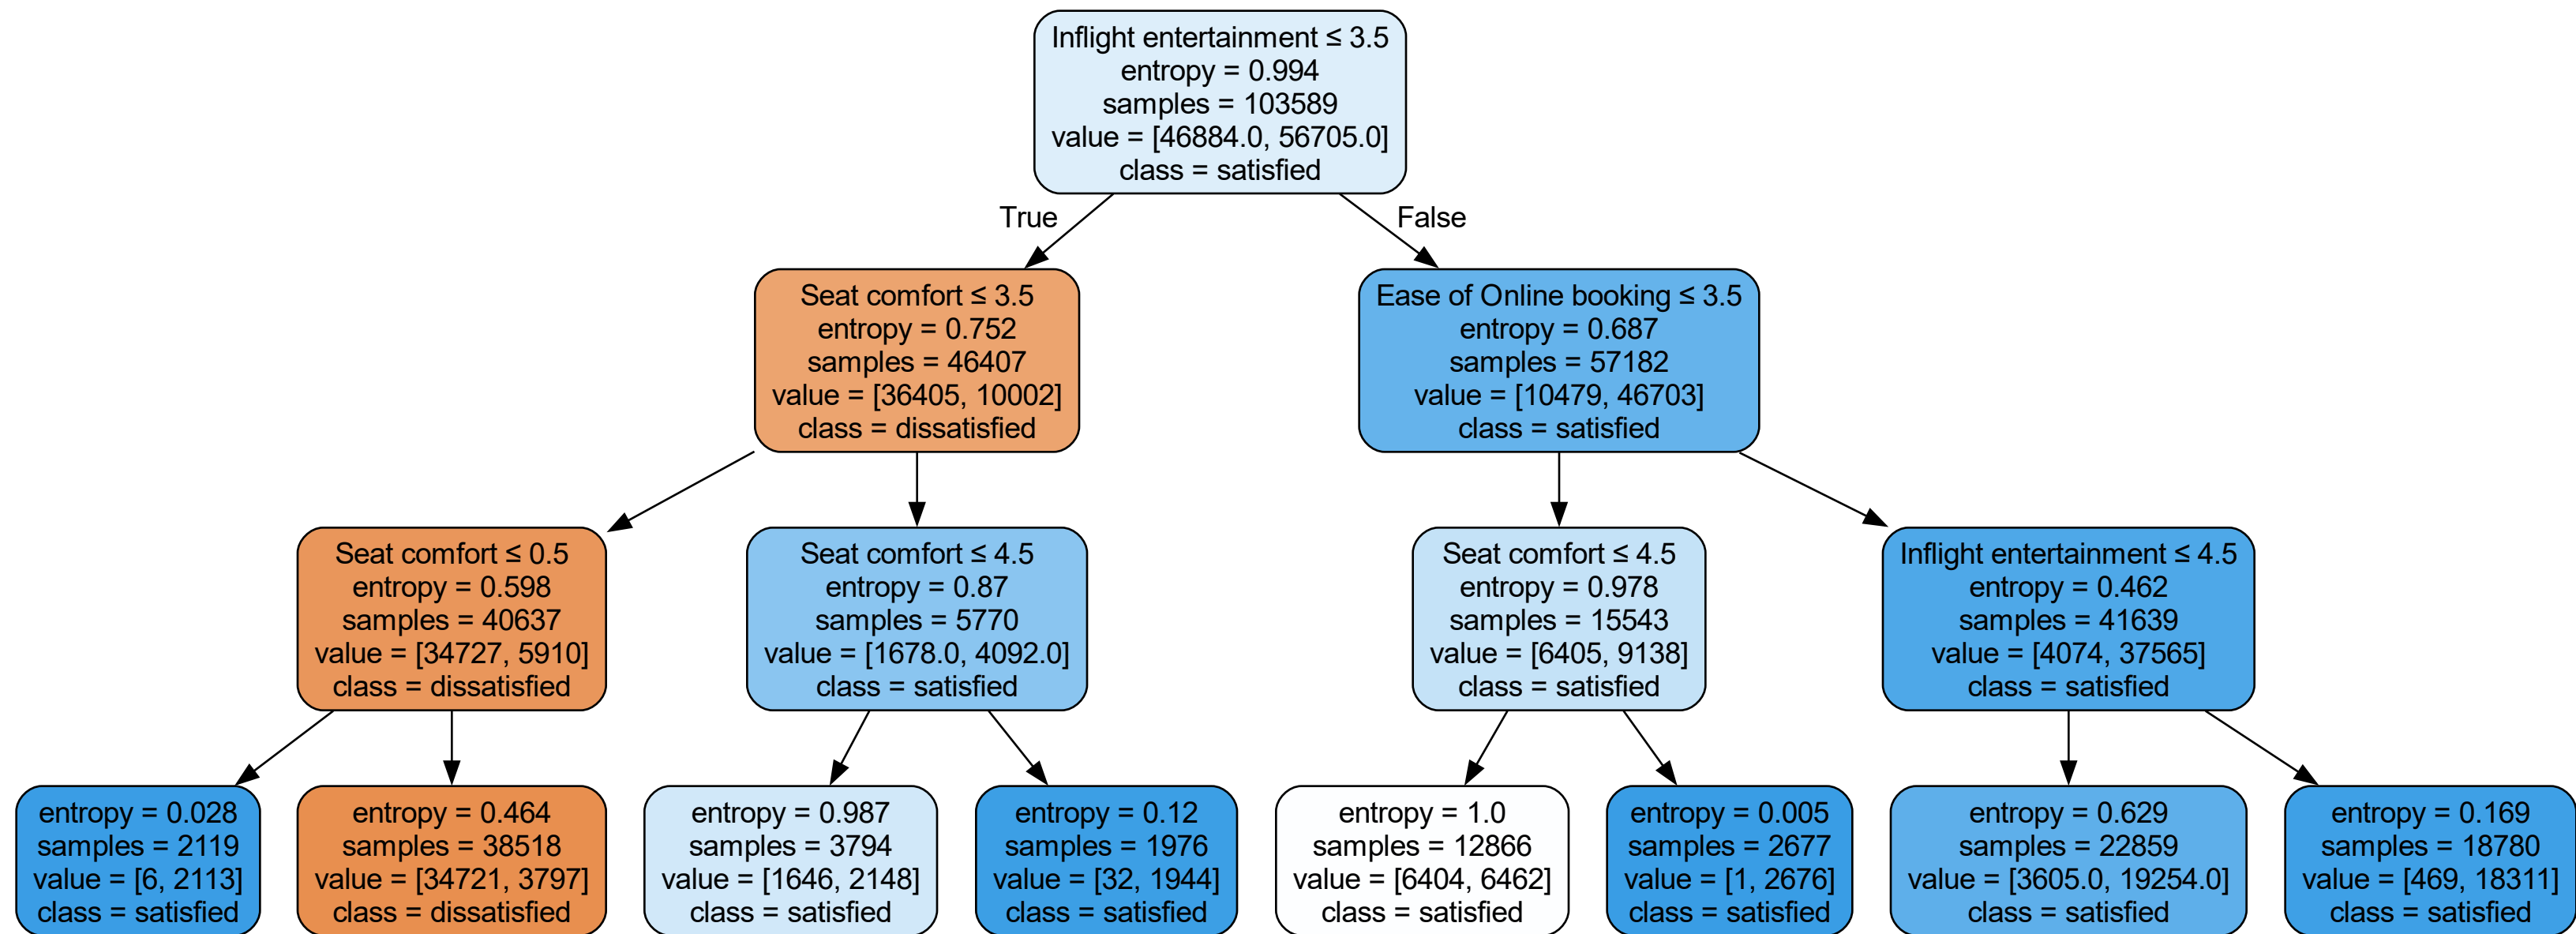 Inflight entertainment ≤ 3.5
entropy = 0.994
samples = 103589
value = [46884.0, 56705.0]
class = satisfied
True
False
Seat comfort ≤ 3.5
entropy = 0.752
samples = 46407
value = [36405, 10002]
class = dissatisfied
Ease of Online booking ≤ 3.5
entropy = 0.687
samples = 57182
value = [10479, 46703]
class = satisfied
Seat comfort ≤ 0.5
entropy = 0.598
samples = 40637
value = [34727, 5910]
class = dissatisfied
Seat comfort ≤ 4.5
entropy = 0.87
samples = 5770
value = [1678.0, 4092.0]
class = satisfied
Seat comfort ≤ 4.5
entropy = 0.978
samples = 15543
value = [6405, 9138]
class = satisfied
Inflight entertainment ≤ 4.5
entropy = 0.462
samples = 41639
value = [4074, 37565]
class = satisfied
entropy = 0.028
samples = 2119
value = [6, 2113]
class = satisfied
entropy = 0.464
samples = 38518
value = [34721, 3797]
class = dissatisfied
entropy = 0.987
samples = 3794
value = [1646, 2148]
class = satisfied
entropy = 0.12
samples = 1976
value = [32, 1944]
class = satisfied
entropy = 1.0
samples = 12866
value = [6404, 6462]
class = satisfied
entropy = 0.005
samples = 2677
value = [1, 2676]
class = satisfied
entropy = 0.629
samples = 22859
value = [3605.0, 19254.0]
class = satisfied
entropy = 0.169
samples = 18780
value = [469, 18311]
class = satisfied